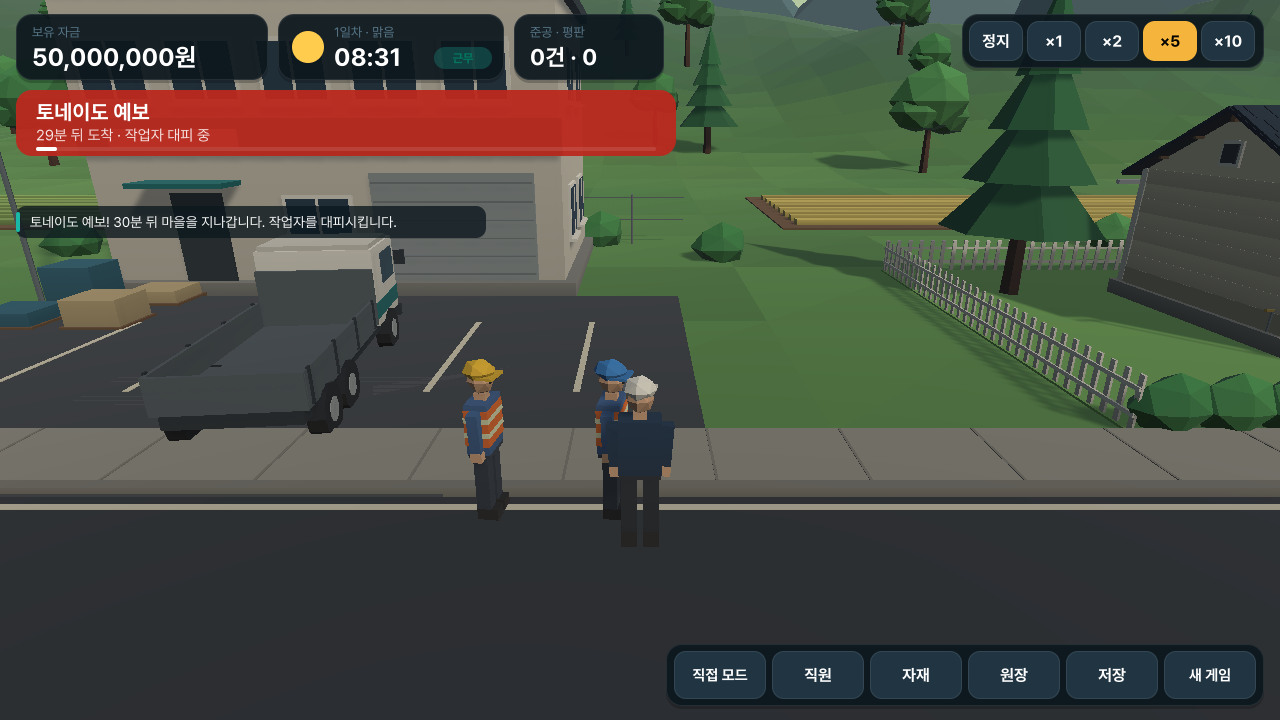 보유 자금
50,000,000원
1일차 · 맑음
08:31
근무
준공 · 평판
0건 · 0
정지
×1
×2
×5
×10
토네이도 예보
29분 뒤 도착 · 작업자 대피 중
토네이도 예보! 30분 뒤 마을을 지나갑니다. 작업자를 대피시킵니다.
직접 모드
직원
자재
원장
저장
새 게임